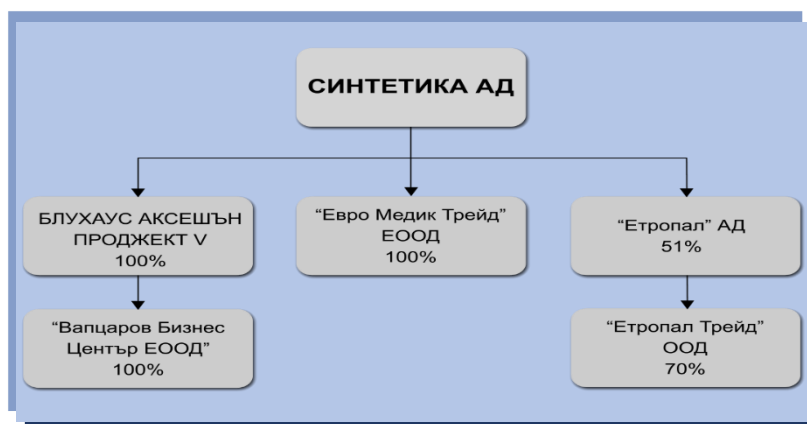 СИНТЕТИКА АД
БЛУХАУС АКСЕШЪН
ПРОДЖЕКТ V
100%
“Евро Медик Трейд”
ЕООД
100%
“Етропал” АД
51%
“Вапцаров Бизнес
Център ЕООД”
100%
“Етропал Трейд”
ООД
70%